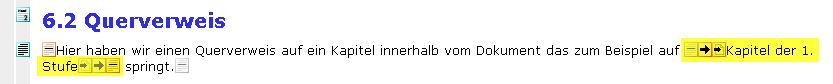 6.2 Querverweis
Hier haben wir einen Querverweis auf ein Kapitel innerhalb vom Dokument das zum Beispiel auf Kapitel der 1.
Stufe springt.